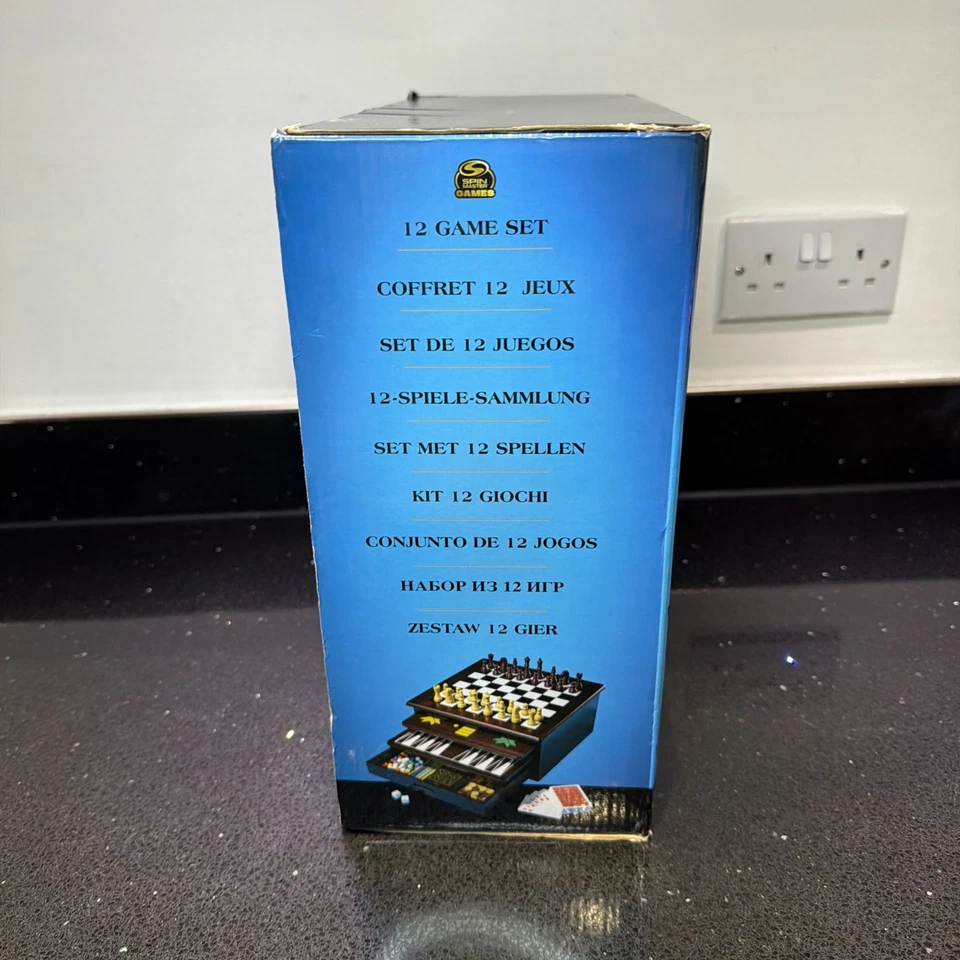 SPIN
MASTER
GAMES
12 GAME SET
COFFRET 12 JEUX
SET DE 12 JUEGOS
12-SPIELE-SAMMLUNG
SET MET 12 SPELLEN
KIT 12 GIOCHI
CONJUNTO DE 12 JOGOS
НАБОР ИЗ 12 ИГР
ZESTAW 12 GIER